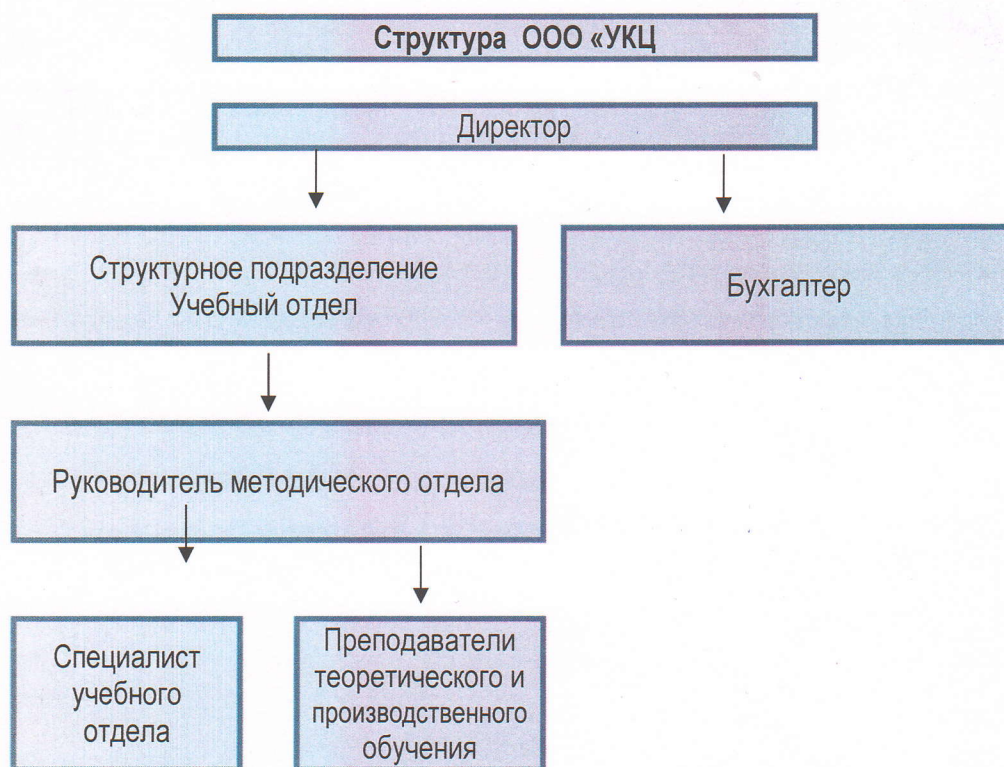 Структура ООО «УКЦ
Директор
Структурное подразделение
Учебный отдел
Бухгалтер
Руководитель методического отдела
Специалист
учебного
отдела
Преподаватели
теоретического и
производственного
обучения